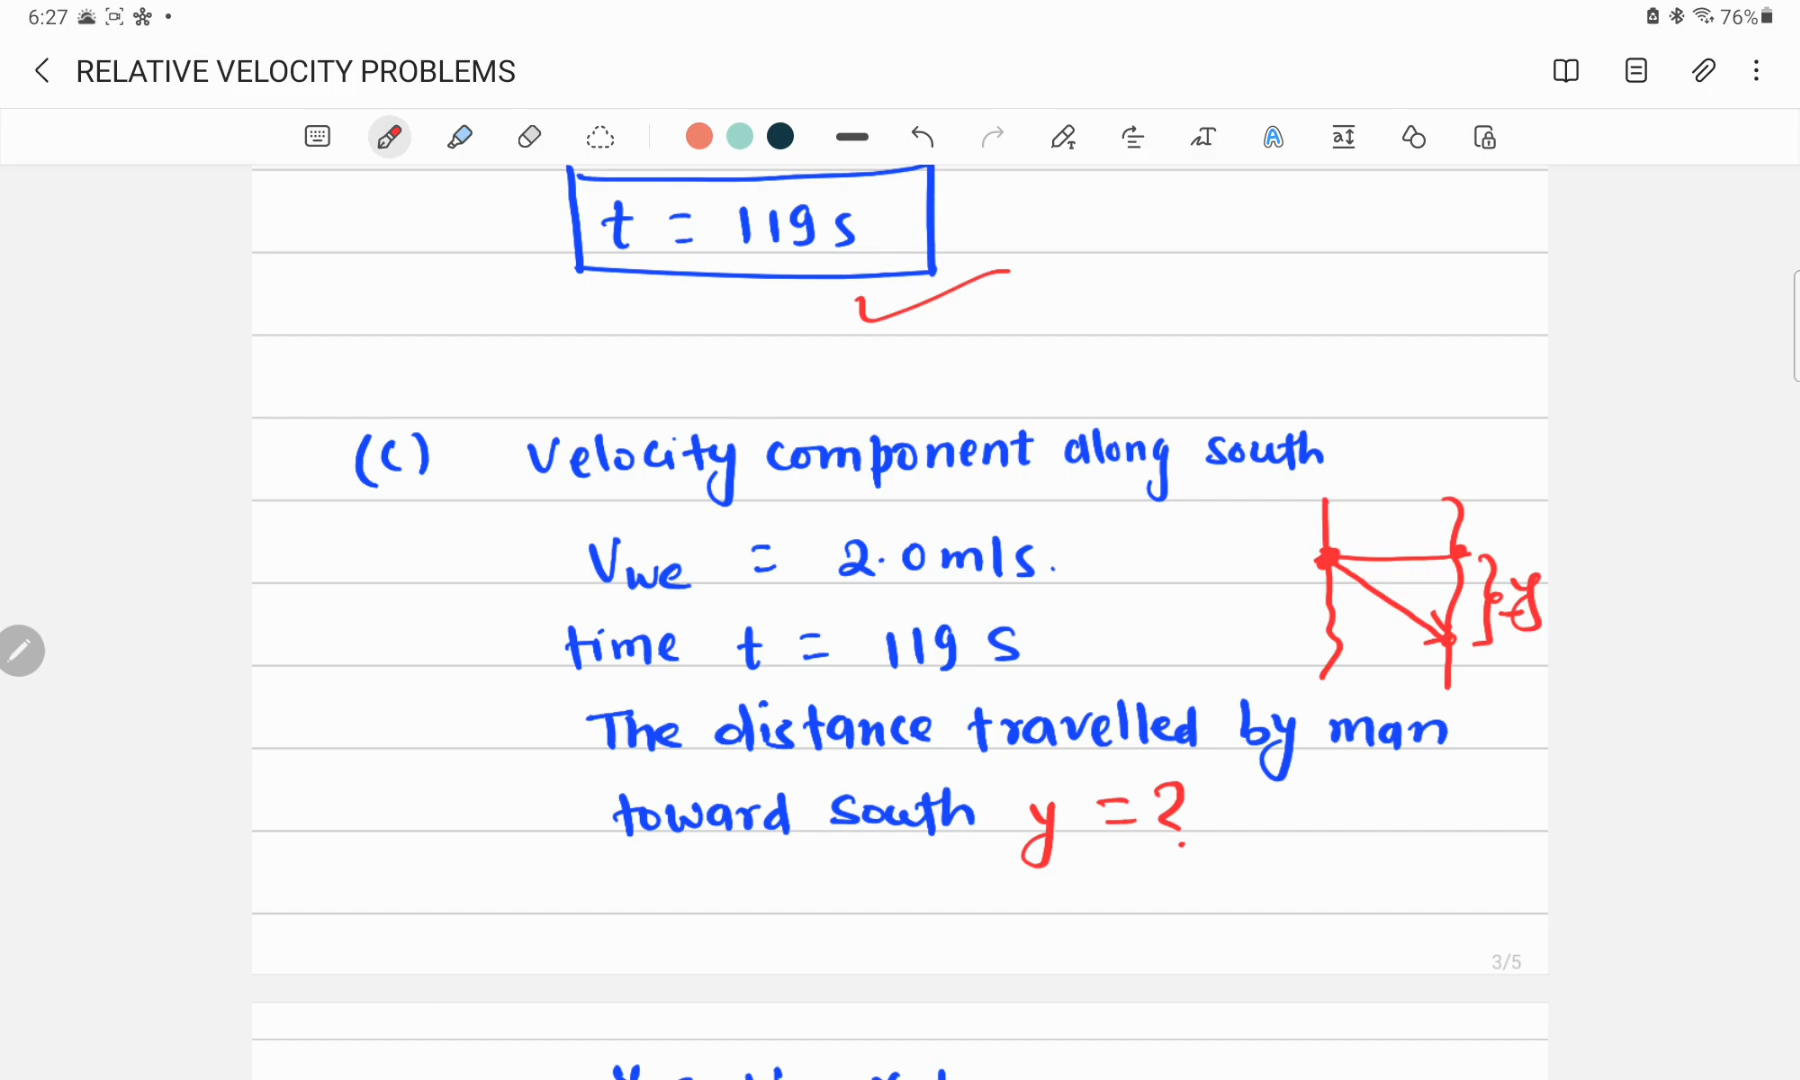 6:27
76%
RELATIVE VELOCITY PROBLEMS
t = 119 s
(c) velocity component along south
Vwe = 2.0 m/s.
time t = 119 s
y
The distance travelled by man
toward south y = ?
3/5